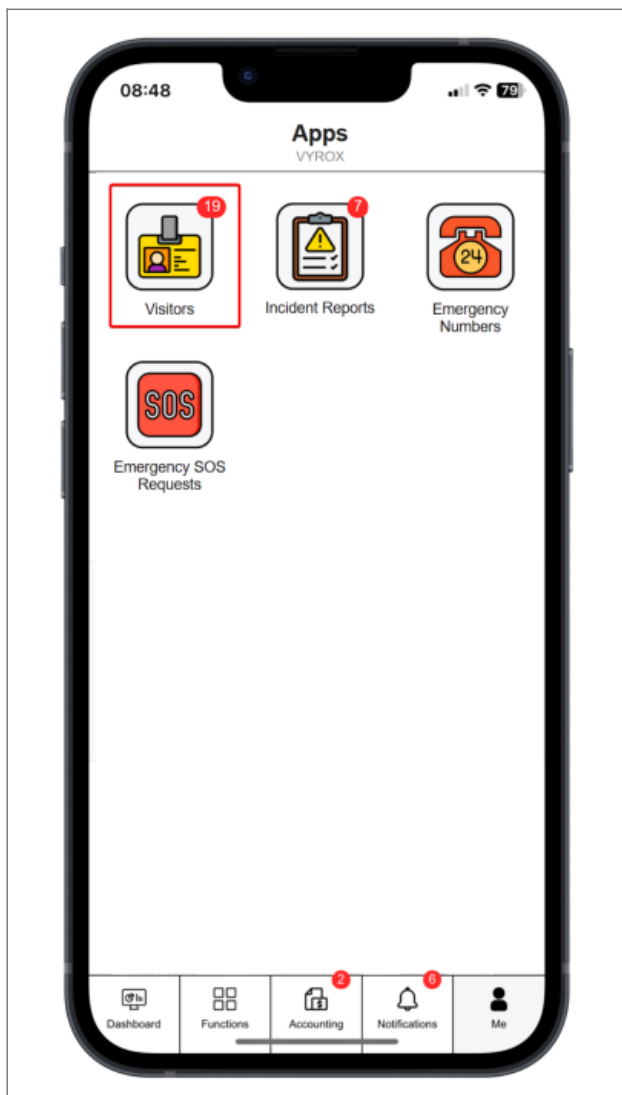 08:48
79
Apps
VYROX
19
7
24
Visitors
Incident Reports
Emergency
Numbers
SOS
Emergency SOS
Requests
2
6
$
Dashboard
Functions
Accounting
Notifications
Me